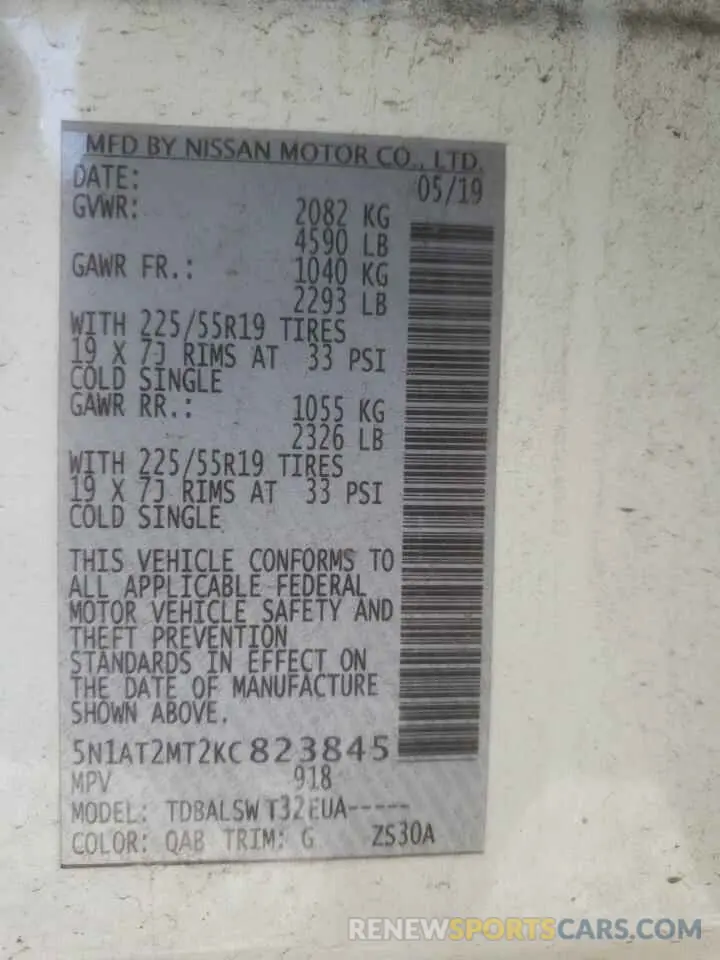 MFD BY NISSAN MOTOR CO., LTD.
DATE: 05/19
GVWR: 2082 KG
4590 LB
GAWR FR.: 1040 KG
2293 LB
WITH 225/55R19 TIRES
19 X 7J RIMS AT 33 PSI
COLD SINGLE
GAWR RR.: 1055 KG
2326 LB
WITH 225/55R19 TIRES
19 X 7J RIMS AT 33 PSI
COLD SINGLE
THIS VEHICLE CONFORMS TO
ALL APPLICABLE FEDERAL
MOTOR VEHICLE SAFETY AND
THEFT PREVENTION
STANDARDS IN EFFECT ON
THE DATE OF MANUFACTURE
SHOWN ABOVE.
5N1AT2MT2KC823845
MPV 918
MODEL: TDBALSWT32EUA-----
COLOR: QAB TRIM: G ZS30A
RENEWSPORTSCARS.COM